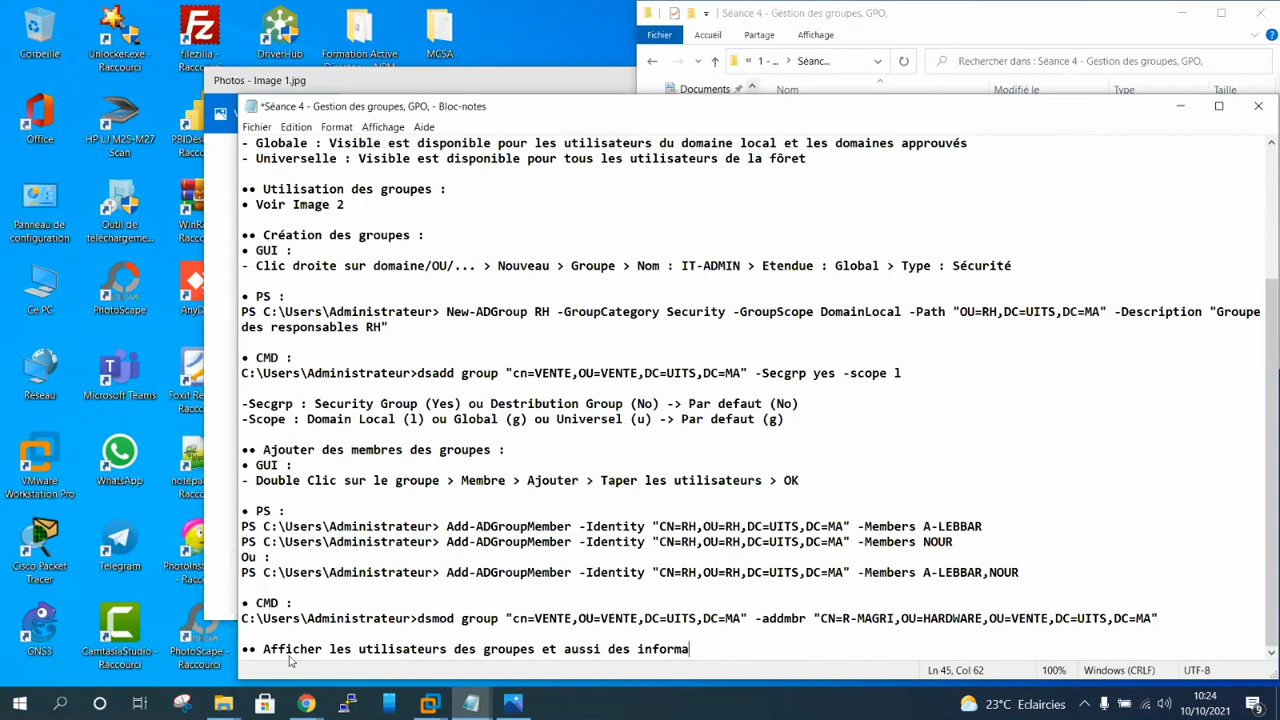 Corbeille
Unlocker.exe - Raccourci
filezilla - Raccourci
DriverHub
Formation Active
MCSA
Office
HP LJ M25-M27 Scan
Panneau de configuration
Outil de téléchargeme...
Ce PC
PhotoScape
Réseau
Microsoft Teams
VMware Workstation Pro
WhatsApp
Cisco Packet Tracer
Telegram
GNS3
CamtasiaStudio - Raccourci
PhotoScape - Raccourci
Séance 4 - Gestion des groupes, GPO,
Fichier Accueil Partage Affichage
« 1 - ... › Séanc...
Rechercher dans : Séance 4 - Gestion des groupes, GPO,
Documents
Nom Modifié le Type Taille
Photos - Image 1.jpg
*Séance 4 - Gestion des groupes, GPO, - Bloc-notes
Fichier Edition Format Affichage Aide
- Globale : Visible est disponible pour les utilisateurs du domaine local et les domaines approuvés
- Universelle : Visible est disponible pour tous les utilisateurs de la fôret
•• Utilisation des groupes :
• Voir Image 2
•• Création des groupes :
• GUI :
- Clic droite sur domaine/OU/... > Nouveau > Groupe > Nom : IT-ADMIN > Etendue : Global > Type : Sécurité
• PS :
PS C:\Users\Administrateur> New-ADGroup RH -GroupCategory Security -GroupScope DomainLocal -Path "OU=RH,DC=UITS,DC=MA" -Description "Groupe
des responsables RH"
• CMD :
C:\Users\Administrateur>dsadd group "cn=VENTE,OU=VENTE,DC=UITS,DC=MA" -Secgrp yes -scope l
-Secgrp : Security Group (Yes) ou Destribution Group (No) -> Par defaut (No)
-Scope : Domain Local (l) ou Global (g) ou Universel (u) -> Par defaut (g)
•• Ajouter des membres des groupes :
• GUI :
- Double Clic sur le groupe > Membre > Ajouter > Taper les utilisateurs > OK
• PS :
PS C:\Users\Administrateur> Add-ADGroupMember -Identity "CN=RH,OU=RH,DC=UITS,DC=MA" -Members A-LEBBAR
PS C:\Users\Administrateur> Add-ADGroupMember -Identity "CN=RH,OU=RH,DC=UITS,DC=MA" -Members NOUR
Ou :
PS C:\Users\Administrateur> Add-ADGroupMember -Identity "CN=RH,OU=RH,DC=UITS,DC=MA" -Members A-LEBBAR,NOUR
• CMD :
C:\Users\Administrateur>dsmod group "cn=VENTE,OU=VENTE,DC=UITS,DC=MA" -addmbr "CN=R-MAGRI,OU=HARDWARE,OU=VENTE,DC=UITS,DC=MA"
•• Afficher les utilisateurs des groupes et aussi des informa
Ln 45, Col 62 100% Windows (CRLF) UTF-8
23°C Eclaircies
10:24
10/10/2021
9